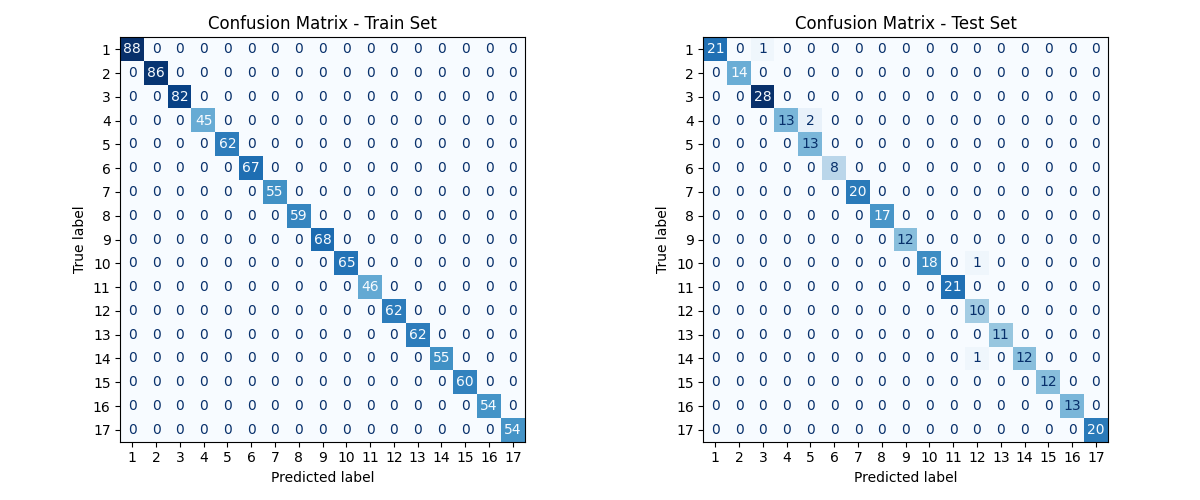 Confusion Matrix - Train Set
1 88 0 0 0 0 0 0 0 0 0 0 0 0 0 0 0 0
2 0 86 0 0 0 0 0 0 0 0 0 0 0 0 0 0 0
3 0 0 82 0 0 0 0 0 0 0 0 0 0 0 0 0 0
4 0 0 0 45 0 0 0 0 0 0 0 0 0 0 0 0 0
5 0 0 0 0 62 0 0 0 0 0 0 0 0 0 0 0 0
6 0 0 0 0 0 67 0 0 0 0 0 0 0 0 0 0 0
7 0 0 0 0 0 0 55 0 0 0 0 0 0 0 0 0 0
8 0 0 0 0 0 0 0 59 0 0 0 0 0 0 0 0 0
9 0 0 0 0 0 0 0 0 68 0 0 0 0 0 0 0 0
10 0 0 0 0 0 0 0 0 0 65 0 0 0 0 0 0 0
11 0 0 0 0 0 0 0 0 0 0 46 0 0 0 0 0 0
12 0 0 0 0 0 0 0 0 0 0 0 62 0 0 0 0 0
13 0 0 0 0 0 0 0 0 0 0 0 0 62 0 0 0 0
14 0 0 0 0 0 0 0 0 0 0 0 0 0 55 0 0 0
15 0 0 0 0 0 0 0 0 0 0 0 0 0 0 60 0 0
16 0 0 0 0 0 0 0 0 0 0 0 0 0 0 0 54 0
17 0 0 0 0 0 0 0 0 0 0 0 0 0 0 0 0 54
1 2 3 4 5 6 7 8 9 10 11 12 13 14 15 16 17
True label
Predicted label
Confusion Matrix - Test Set
1 21 0 1 0 0 0 0 0 0 0 0 0 0 0 0 0 0
2 0 14 0 0 0 0 0 0 0 0 0 0 0 0 0 0 0
3 0 0 28 0 0 0 0 0 0 0 0 0 0 0 0 0 0
4 0 0 0 13 2 0 0 0 0 0 0 0 0 0 0 0 0
5 0 0 0 0 13 0 0 0 0 0 0 0 0 0 0 0 0
6 0 0 0 0 0 8 0 0 0 0 0 0 0 0 0 0 0
7 0 0 0 0 0 0 20 0 0 0 0 0 0 0 0 0 0
8 0 0 0 0 0 0 0 17 0 0 0 0 0 0 0 0 0
9 0 0 0 0 0 0 0 0 12 0 0 0 0 0 0 0 0
10 0 0 0 0 0 0 0 0 0 18 0 1 0 0 0 0 0
11 0 0 0 0 0 0 0 0 0 0 21 0 0 0 0 0 0
12 0 0 0 0 0 0 0 0 0 0 0 10 0 0 0 0 0
13 0 0 0 0 0 0 0 0 0 0 0 0 11 0 0 0 0
14 0 0 0 0 0 0 0 0 0 0 0 1 0 12 0 0 0
15 0 0 0 0 0 0 0 0 0 0 0 0 0 0 12 0 0
16 0 0 0 0 0 0 0 0 0 0 0 0 0 0 0 13 0
17 0 0 0 0 0 0 0 0 0 0 0 0 0 0 0 0 20
1 2 3 4 5 6 7 8 9 10 11 12 13 14 15 16 17
True label
Predicted label